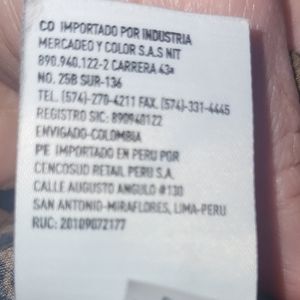 CO IMPORTADO POR INDUSTRIA
MERCADEO Y COLOR S.A.S NIT
890.940.122-2 CARRERA 43a
NO. 25B SUR-136
TEL. (574)-270-4211 FAX. (574)-331-4445
REGISTRO SIC: 890940122
ENVIGADO-COLOMBIA
PE IMPORTADO EN PERU POR
CENCOSUD RETAIL PERU S.A.
CALLE AUGUSTO ANGULO #130
SAN ANTONIO-MIRAFLORES, LIMA-PERU
RUC: 20109072177